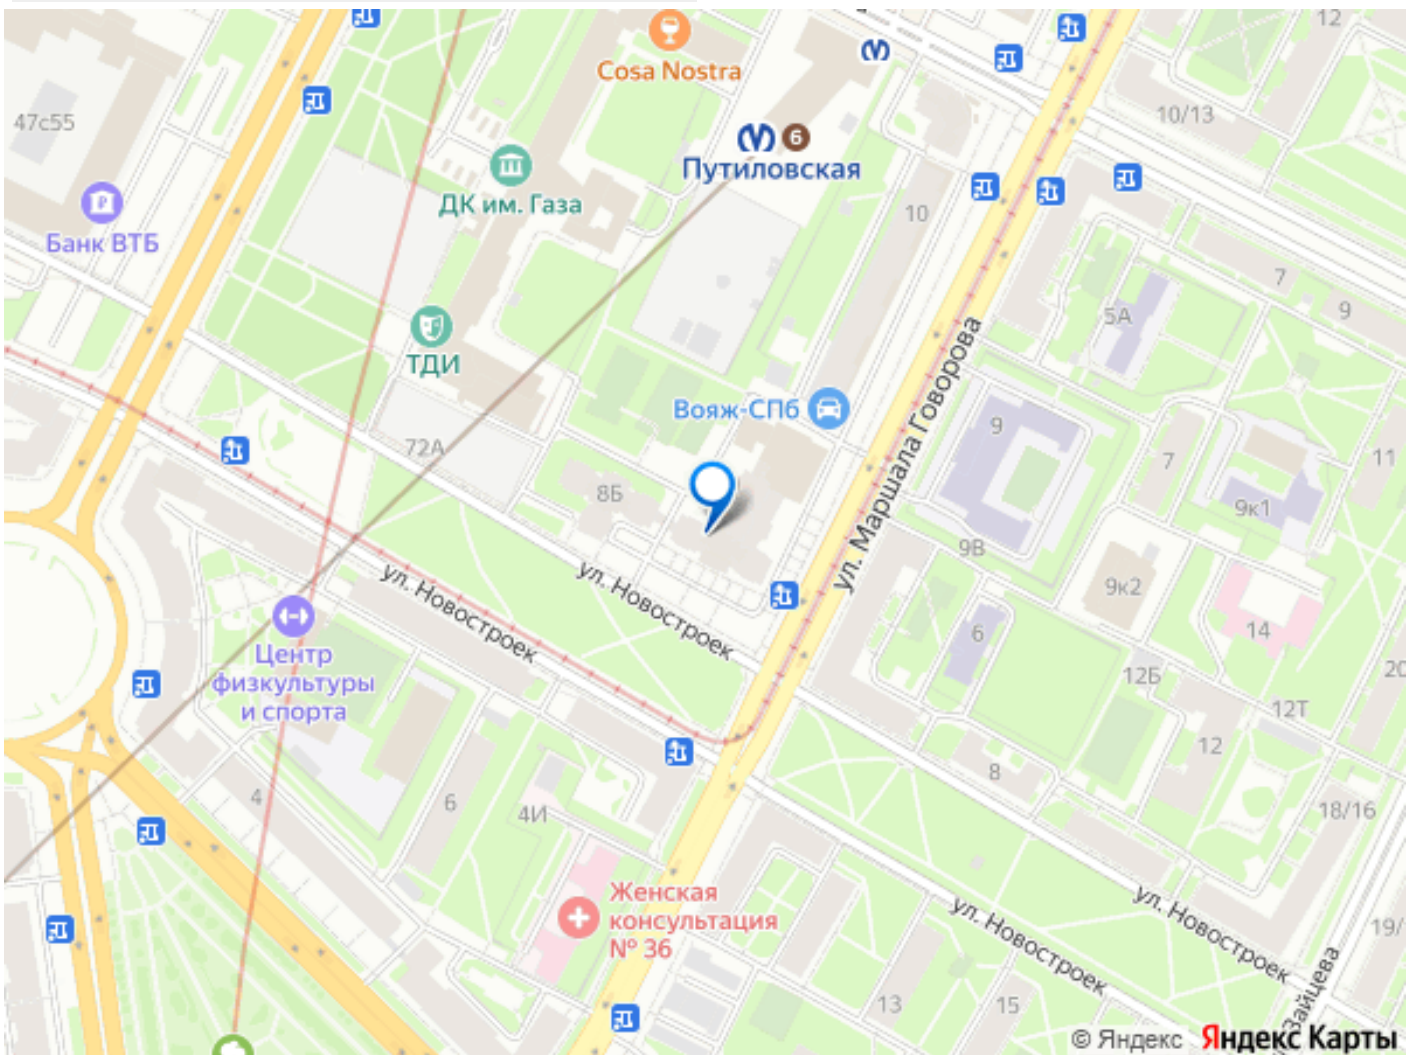 12
Cosa Nostra
10/13
47с55
6
Путиловская
ДК им. Газа
10
Банк ВТБ
7
9
5А
ТДИ
ул. Маршала Говорова
Вояж-СПб
9
72А
7
11
8Б
9к1
9В
ул. Новостроек
ул. Новостроек
9к2
6
14
Центр
физкультуры
и спорта
12Б
20
12Т
12
8
4
6
4И
18/16
Женская
консультация
№ 36
ул. Новостроек
ул. Новостроек
19/
13
15
Зайцева
© Яндекс Яндекс Карты